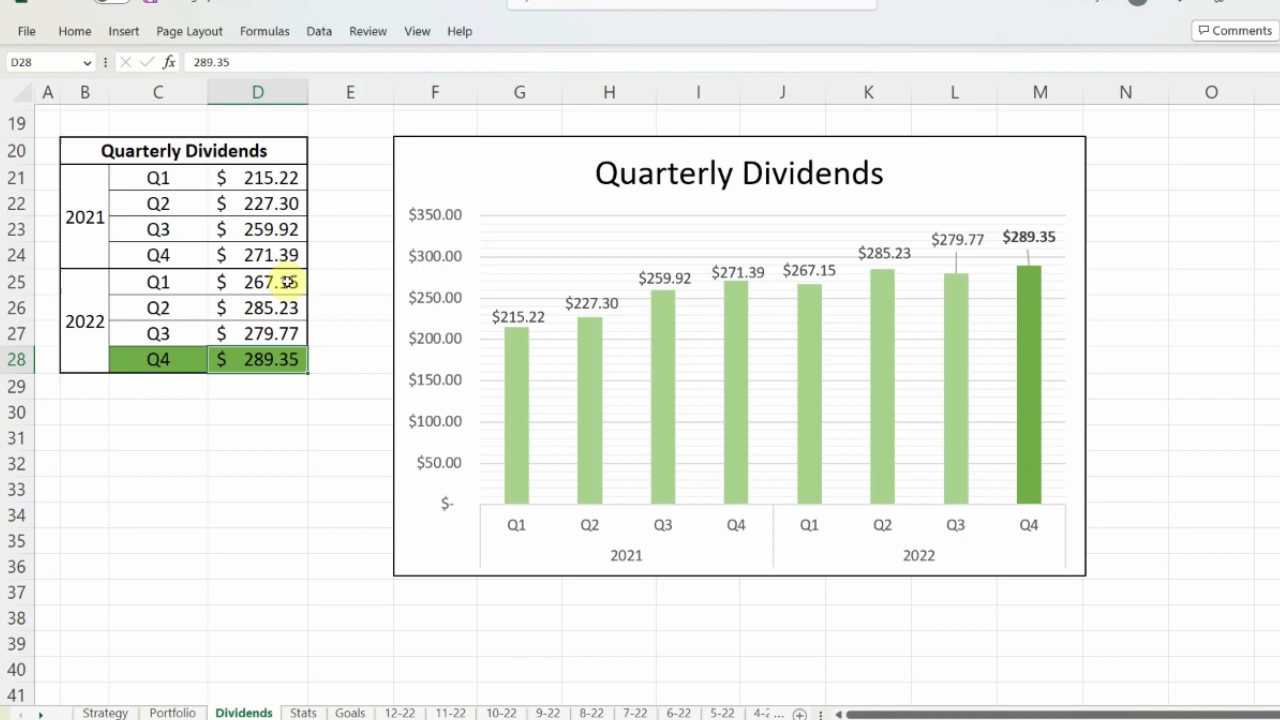 File Home Insert Page Layout Formulas Data Review View Help Comments
D28 fx 289.35
A B C D E F G H I J K L M N O
19
20 Quarterly Dividends
21 Q1 $ 215.22
22 Q2 $ 227.30
2021
23 Q3 $ 259.92
24 Q4 $ 271.39
25 Q1 $ 267.15
26 Q2 $ 285.23
2022
27 Q3 $ 279.77
28 Q4 $ 289.35
29
30
31
32
33
34
35
36
37
38
39
40
41
Quarterly Dividends
$350.00
$300.00
$250.00
$200.00
$150.00
$100.00
$50.00
$-
$215.22 $227.30 $259.92 $271.39 $267.15 $285.23 $279.77 $289.35
Q1 Q2 Q3 Q4 Q1 Q2 Q3 Q4
2021 2022
Strategy Portfolio Dividends Stats Goals 12-22 11-22 10-22 9-22 8-22 7-22 6-22 5-22 ...